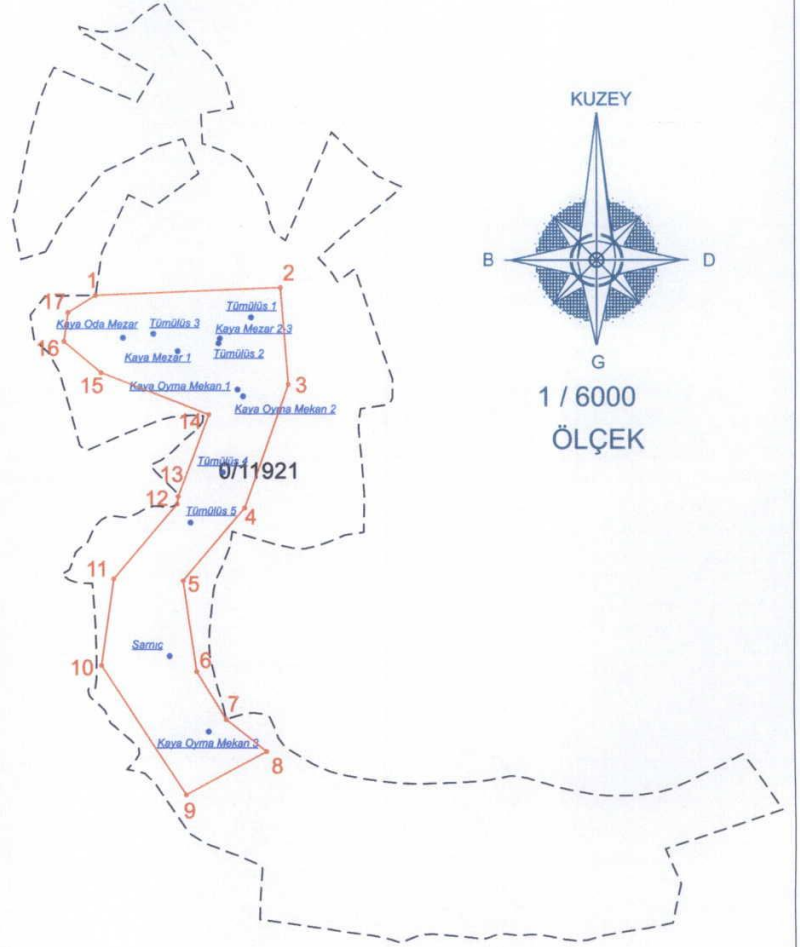 KUZEY
B
D
G
1 / 6000
ÖLÇEK
1
2
17
Tümülüs 1
Kaya Oda Mezar
Tümülüs 3
Kaya Mezar 2-3
16
Kaya Mezar 1
Tümülüs 2
15
3
Kaya Oyma Mekan 1
Kaya Oyma Mekan 2
14
Tümülüs 4
0/11921
13
12
Tümülüs 5
4
11
5
Sarnıç
10
6
7
Kaya Oyma Mekan 3
8
9